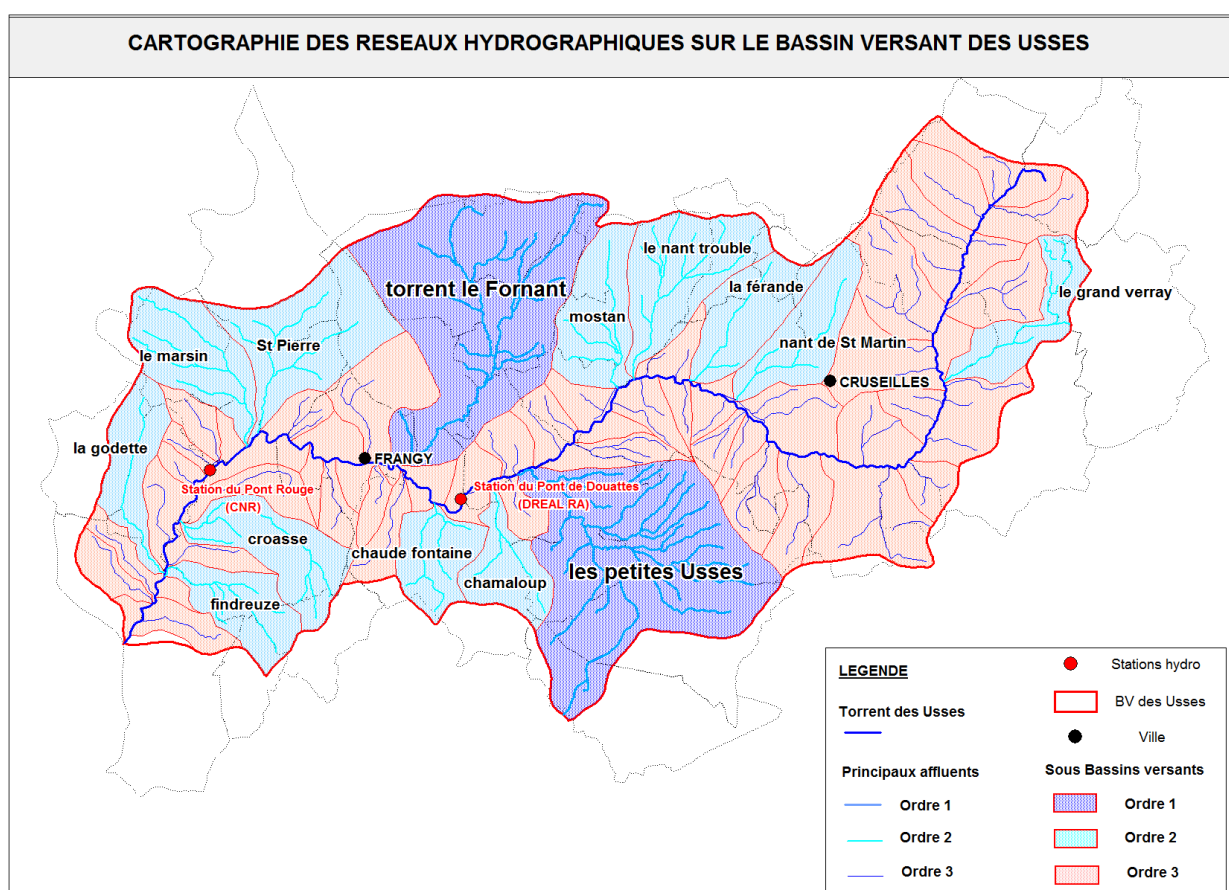 CARTOGRAPHIE DES RESEAUX HYDROGRAPHIQUES SUR LE BASSIN VERSANT DES USSES
le nant trouble
torrent le Fornant
la férande
le grand verray
mostan
nant de St Martin
St Pierre
le marsin
CRUSEILLES
la godette
FRANGY
Station du Pont Rouge
(CNR)
Station du Pont de Douattes
(DREAL RA)
croasse
chaude fontaine
chamaloup
les petites Usses
findreuze
LEGENDE
Stations hydro
BV des Usses
Torrent des Usses
Ville
Principaux affluents
Sous Bassins versants
Ordre 1
Ordre 1
Ordre 2
Ordre 2
Ordre 3
Ordre 3